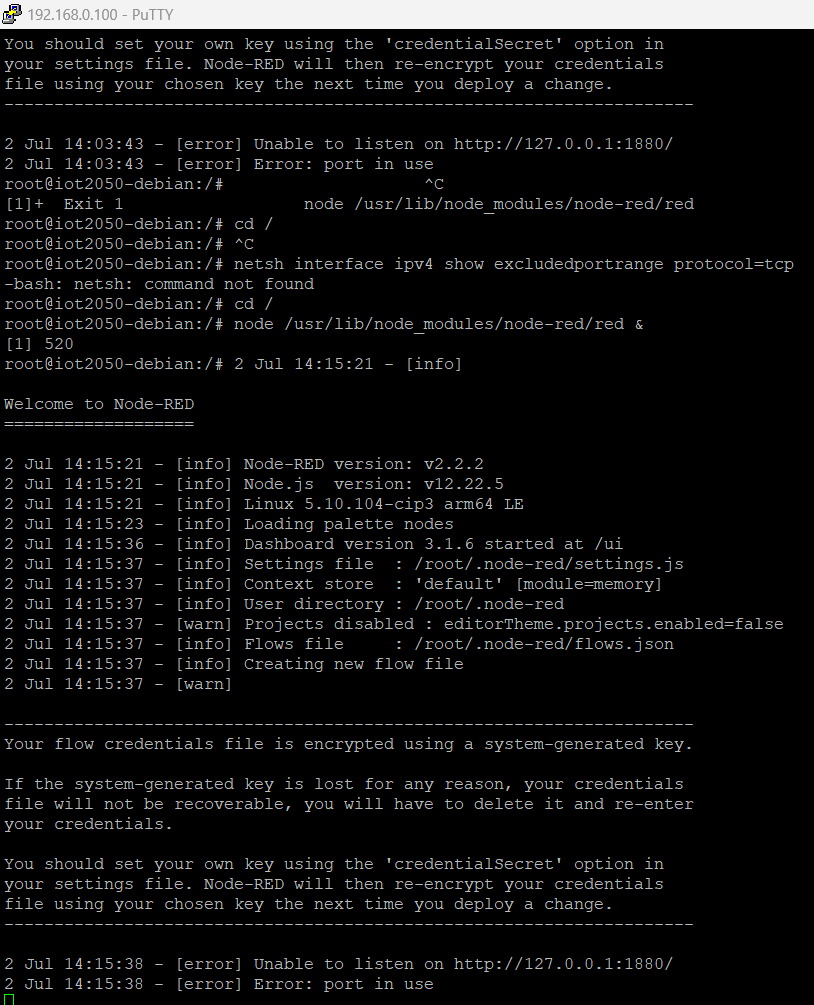 192.168.0.100 - PuTTY
You should set your own key using the 'credentialSecret' option in
your settings file. Node-RED will then re-encrypt your credentials
file using your chosen key the next time you deploy a change.
---------------------------------------------------------------------
2 Jul 14:03:43 - [error] Unable to listen on http://127.0.0.1:1880/
2 Jul 14:03:43 - [error] Error: port in use
root@iot2050-debian:/#                    ^C
[1]+  Exit 1                  node /usr/lib/node_modules/node-red/red
root@iot2050-debian:/# cd /
root@iot2050-debian:/# ^C
root@iot2050-debian:/# netsh interface ipv4 show excludedportrange protocol=tcp
-bash: netsh: command not found
root@iot2050-debian:/# cd /
root@iot2050-debian:/# node /usr/lib/node_modules/node-red/red &
[1] 520
root@iot2050-debian:/# 2 Jul 14:15:21 - [info]
Welcome to Node-RED
===================
2 Jul 14:15:21 - [info] Node-RED version: v2.2.2
2 Jul 14:15:21 - [info] Node.js  version: v12.22.5
2 Jul 14:15:21 - [info] Linux 5.10.104-cip3 arm64 LE
2 Jul 14:15:23 - [info] Loading palette nodes
2 Jul 14:15:36 - [info] Dashboard version 3.1.6 started at /ui
2 Jul 14:15:37 - [info] Settings file  : /root/.node-red/settings.js
2 Jul 14:15:37 - [info] Context store  : 'default' [module=memory]
2 Jul 14:15:37 - [info] User directory : /root/.node-red
2 Jul 14:15:37 - [warn] Projects disabled : editorTheme.projects.enabled=false
2 Jul 14:15:37 - [info] Flows file     : /root/.node-red/flows.json
2 Jul 14:15:37 - [info] Creating new flow file
2 Jul 14:15:37 - [warn]
---------------------------------------------------------------------
Your flow credentials file is encrypted using a system-generated key.
If the system-generated key is lost for any reason, your credentials
file will not be recoverable, you will have to delete it and re-enter
your credentials.
You should set your own key using the 'credentialSecret' option in
your settings file. Node-RED will then re-encrypt your credentials
file using your chosen key the next time you deploy a change.
---------------------------------------------------------------------
2 Jul 14:15:38 - [error] Unable to listen on http://127.0.0.1:1880/
2 Jul 14:15:38 - [error] Error: port in use